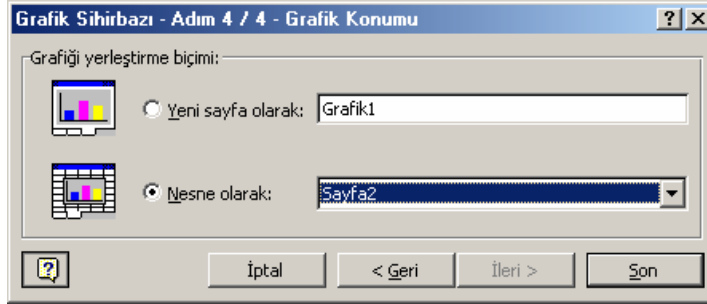 Grafik Sihirbazı - Adım 4 / 4 - Grafik Konumu
Grafiği yerleştirme biçimi:
Yeni sayfa olarak: Grafik1
Nesne olarak: Sayfa2
İptal < Geri İleri > Son